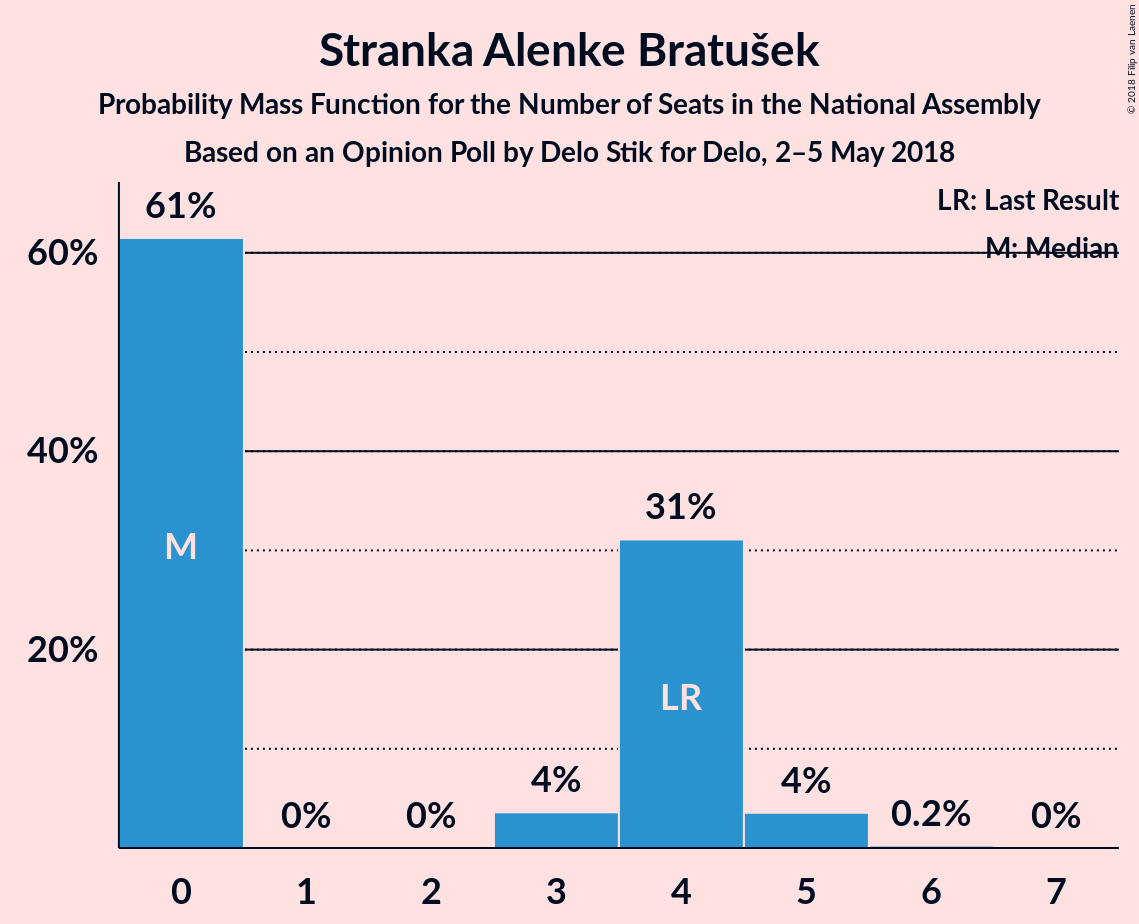 Stranka Alenke Bratušek
Probability Mass Function for the Number of Seats in the National Assembly
Based on an Opinion Poll by Delo Stik for Delo, 2–5 May 2018
© 2018 Filip van Laenen
LR: Last Result
M: Median
60%
40%
20%
61%
0%
0%
4%
31%
4%
0.2%
0%
M
LR
0 1 2 3 4 5 6 7